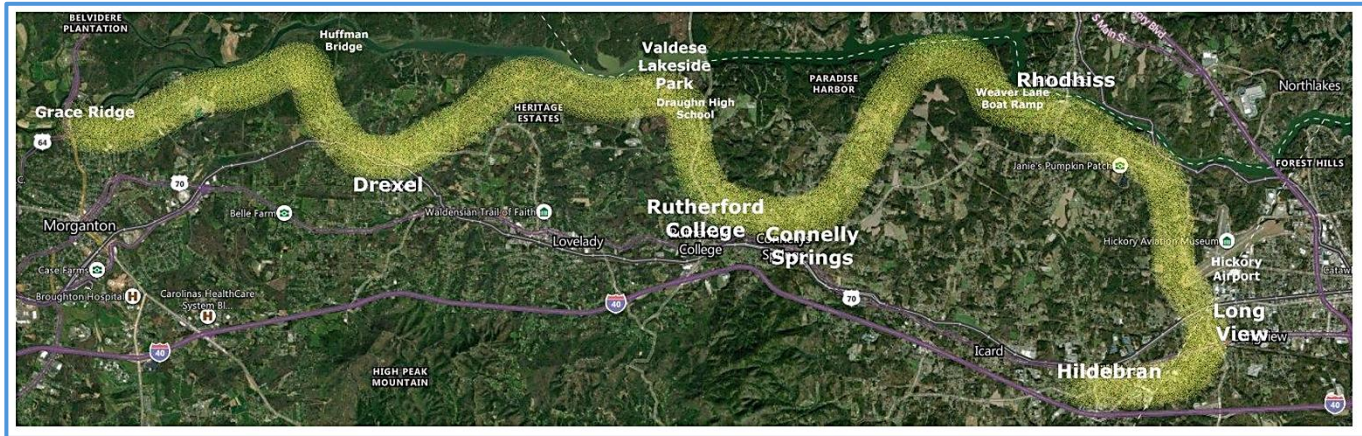 BELVIDERE
PLANTATION
Huffman
Bridge
Valdese
Lakeside
Park
Draughn High
School
PARADISE
HARBOR
Rhodhiss
Weaver Lane
Boat Ramp
S Main St
Northlakes
Grace Ridge
64
HERITAGE
ESTATES
Janie's Pumpkin Patch
FOREST HILLS
70
Drexel
Belle Farm
Waldensian Trail of Faith
Morganton
Lovelady
Rutherford
College
College
Connelly
Springs
Hickory Aviation Museum
Hickory
Airport
Case Farms
Broughton Hospital
H
Carolinas HealthCare
System Bl...
H
40
70
Long
View
Icard
Hildebran
40
HIGH PEAK
MOUNTAIN
40